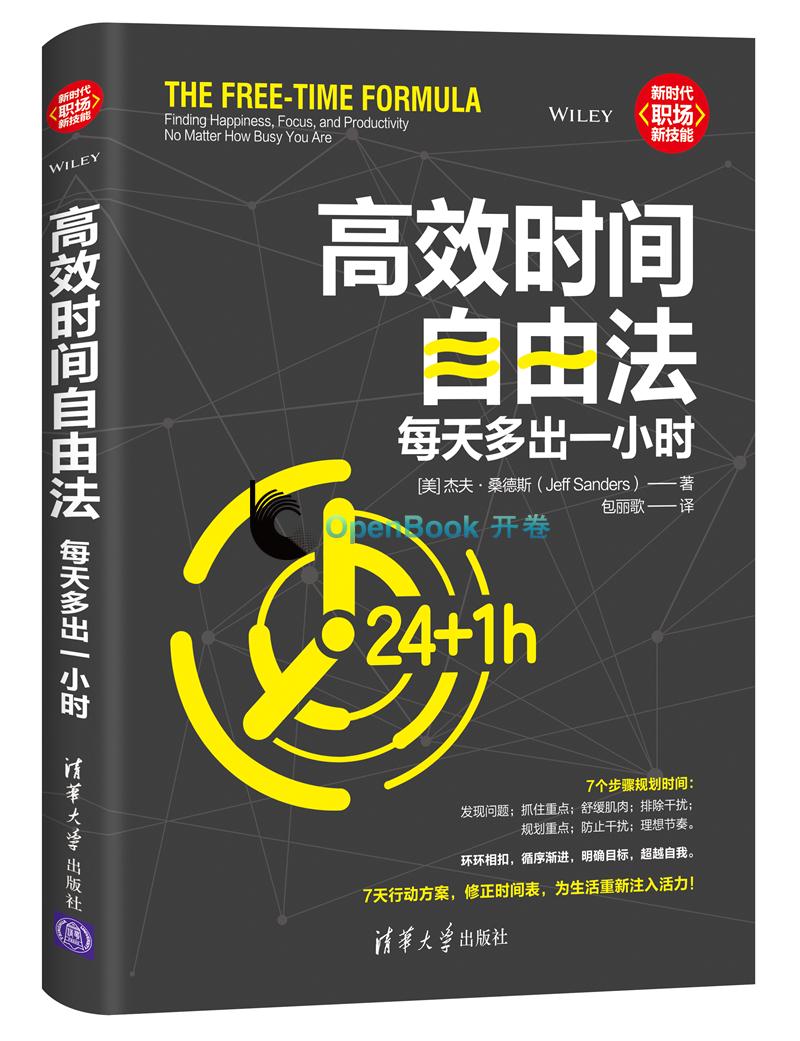 新时代
职场
新技能
WILEY
高效时间自由法
每天多出一小时
清华大学出版社
THE FREE-TIME FORMULA
Finding Happiness, Focus, and Productivity
No Matter How Busy You Are
WILEY
新时代
职场
新技能
高效时间
自由法
每天多出一小时
[美]杰夫·桑德斯（Jeff Sanders）——著
包丽歌——译
OpenBook 开卷
24+1h
7个步骤规划时间：
发现问题；抓住重点；舒缓肌肉；排除干扰；
规划重点；防止干扰；理想节奏。
环环相扣，循序渐进，明确目标，超越自我。
7天行动方案，修正时间表，为生活重新注入活力！
清华大学出版社